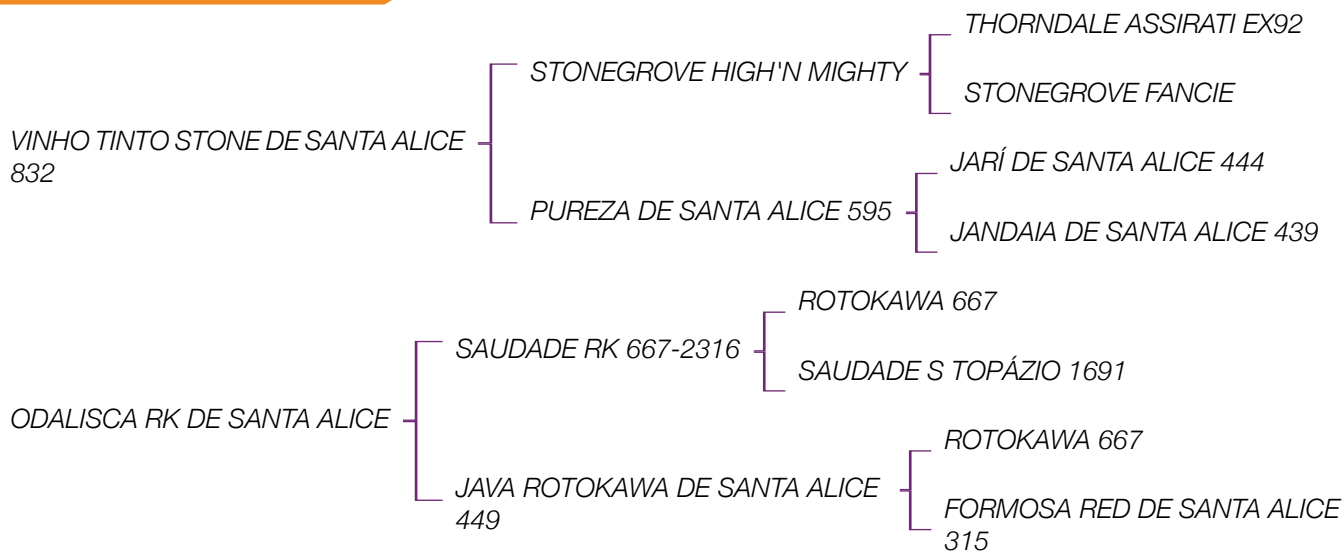 THORNDALE ASSIRATI EX92
STONEGROVE HIGH'N MIGHTY
STONEGROVE FANCIE
VINHO TINTO STONE DE SANTA ALICE
832
JARÍ DE SANTA ALICE 444
PUREZA DE SANTA ALICE 595
JANDAIA DE SANTA ALICE 439
ROTOKAWA 667
SAUDADE RK 667-2316
SAUDADE S TOPÁZIO 1691
ODALISCA RK DE SANTA ALICE
ROTOKAWA 667
JAVA ROTOKAWA DE SANTA ALICE
449
FORMOSA RED DE SANTA ALICE
315